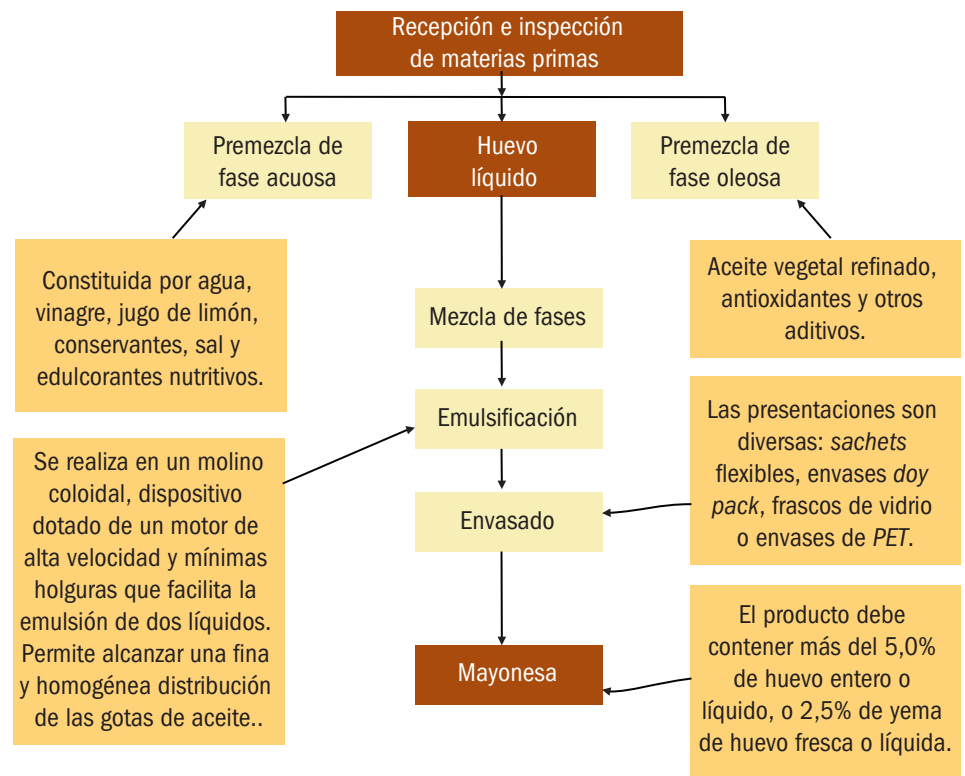 Recepción e inspección
de materias primas
Premezcla de
fase acuosa
Huevo
líquido
Premezcla de
fase oleosa
Constituida por agua,
vinagre, jugo de limón,
conservantes, sal y
edulcorantes nutritivos.
Aceite vegetal refinado,
antioxidantes y otros
aditivos.
Mezcla de fases
Emulsificación
Se realiza en un molino
coloidal, dispositivo
dotado de un motor de
alta velocidad y mínimas
holguras que facilita la
emulsión de dos líquidos.
Permite alcanzar una fina
y homogénea distribución
de las gotas de aceite..
Las presentaciones son
diversas: sachets
flexibles, envases doy
pack, frascos de vidrio
o envases de PET.
Envasado
Mayonesa
El producto debe
contener más del 5,0%
de huevo entero o
líquido, o 2,5% de yema
de huevo fresca o líquida.